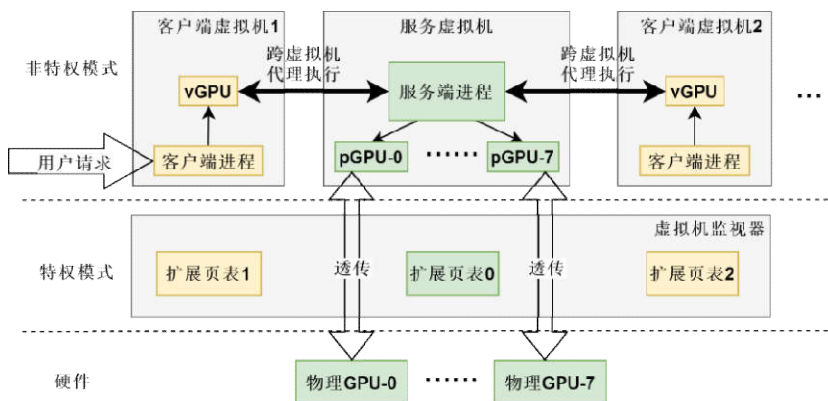 客户端虚拟机1
服务虚拟机
客户端虚拟机2
非特权模式
跨虚拟机
代理执行
跨虚拟机
代理执行
vGPU
服务端进程
vGPU
...
用户请求
客户端进程
pGPU-0
······
pGPU-7
客户端进程
虚拟机监视器
特权模式
扩展页表1
透传
扩展页表0
透传
扩展页表2
硬件
物理GPU-0
······
物理GPU-7